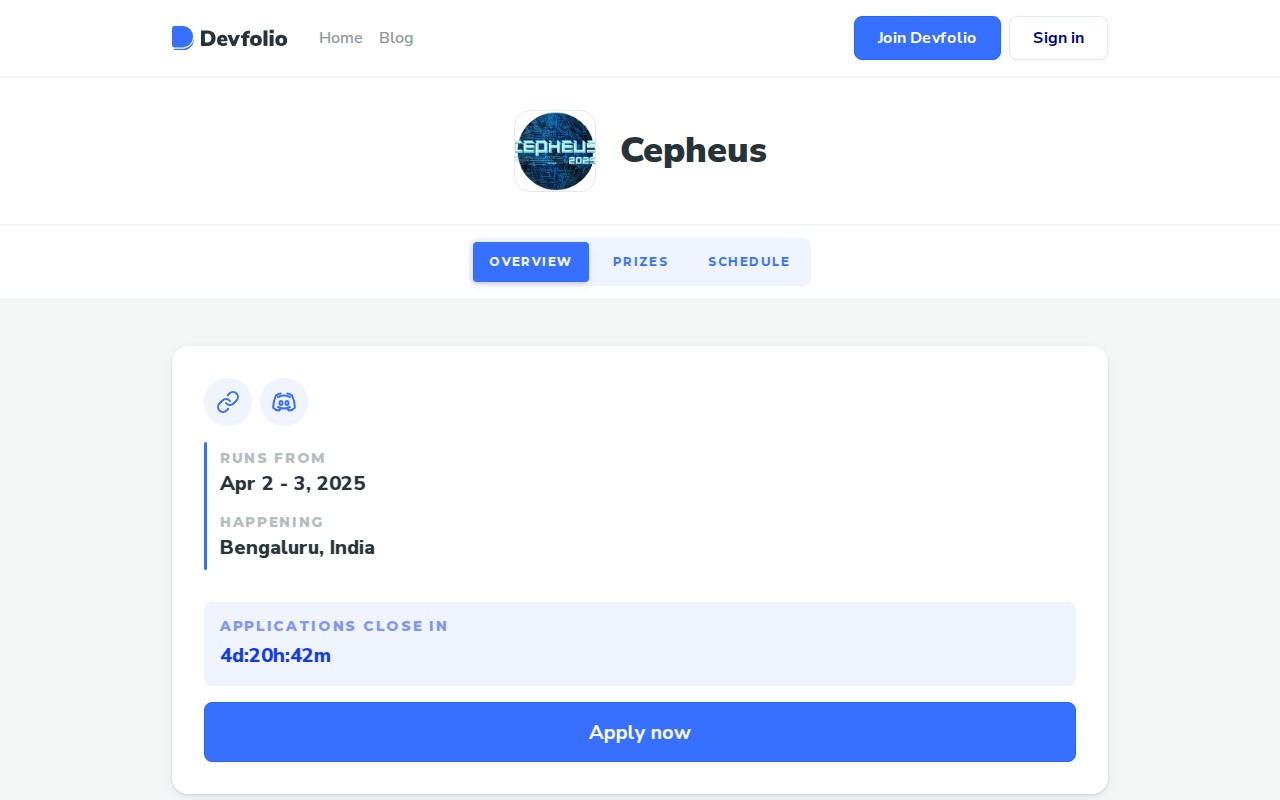 Devfolio
Home
Blog
Join Devfolio
Sign in
CEPHEUS
2025
Cepheus
OVERVIEW
PRIZES
SCHEDULE
RUNS FROM
Apr 2 - 3, 2025
HAPPENING
Bengaluru, India
APPLICATIONS CLOSE IN
4d:20h:42m
Apply now